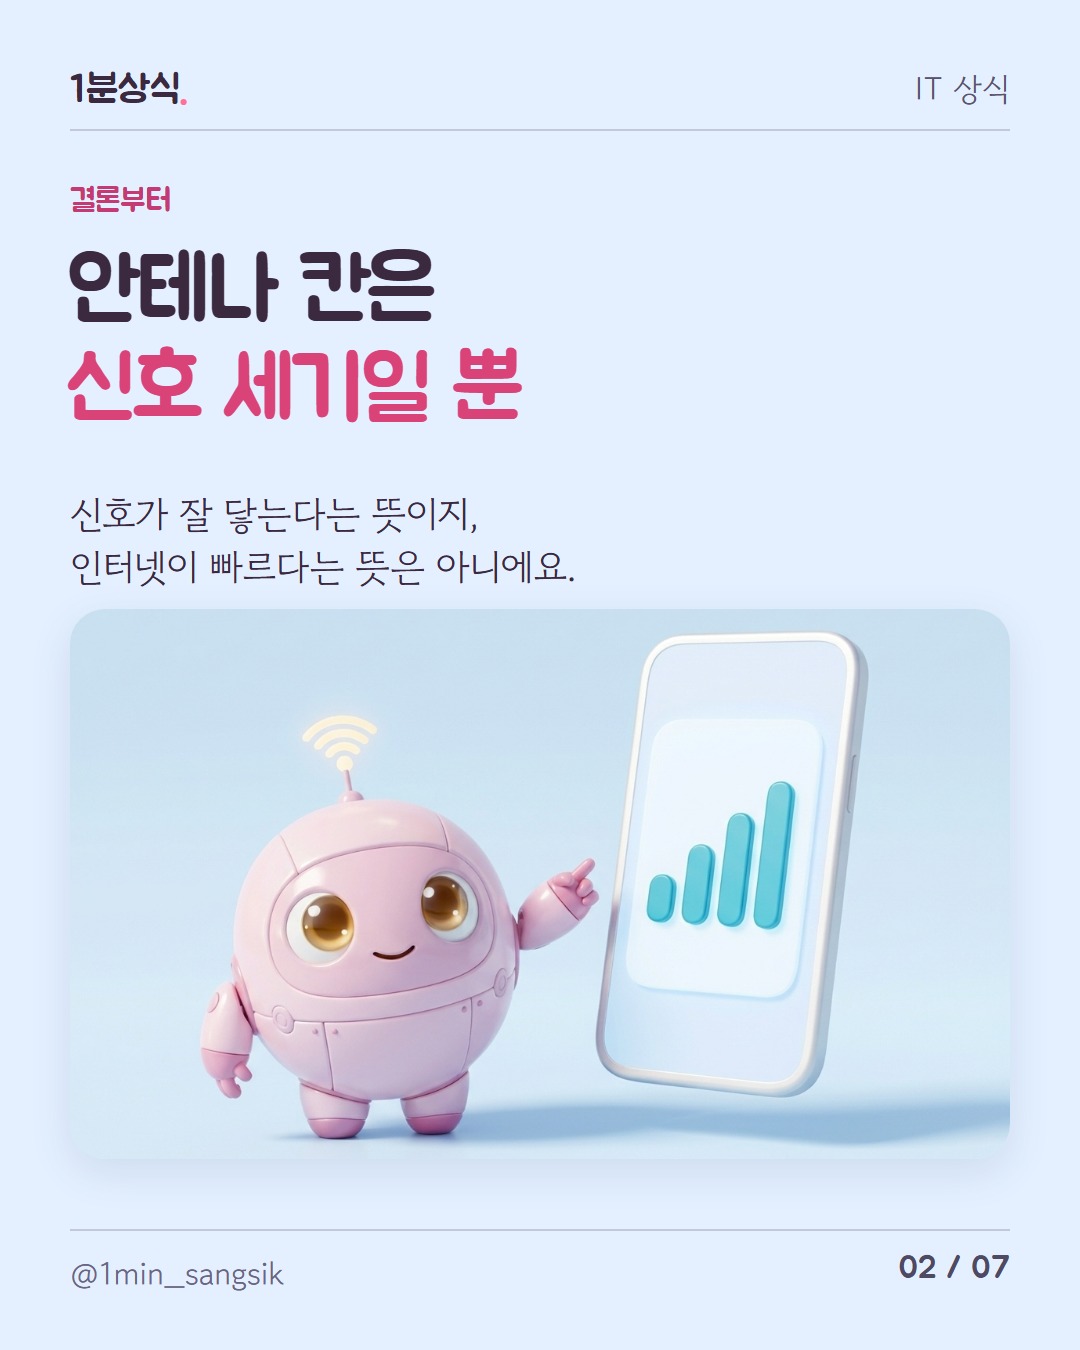 1분상식.
IT 상식
결론부터
안테나 칸은
신호 세기일 뿐
신호가 잘 닿는다는 뜻이지,
인터넷이 빠르다는 뜻은 아니에요.
@1min_sangsik
02 / 07